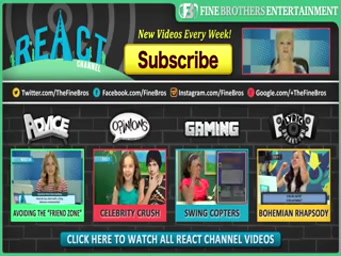 REACT
CHANNEL
FINE BROTHERS ENTERTAINMENT
New Videos Every Week!
Subscribe
Twitter.com/TheFineBros
Facebook.com/FineBros
Instagram.com/FineBros
Google.com/+TheFineBros
ADVICE
OPINIONS
GAMING
LYRIC
AVOIDING THE "FRIEND ZONE"
CELEBRITY CRUSH
SWING COPTERS
BOHEMIAN RHAPSODY
CLICK HERE TO WATCH ALL REACT CHANNEL VIDEOS